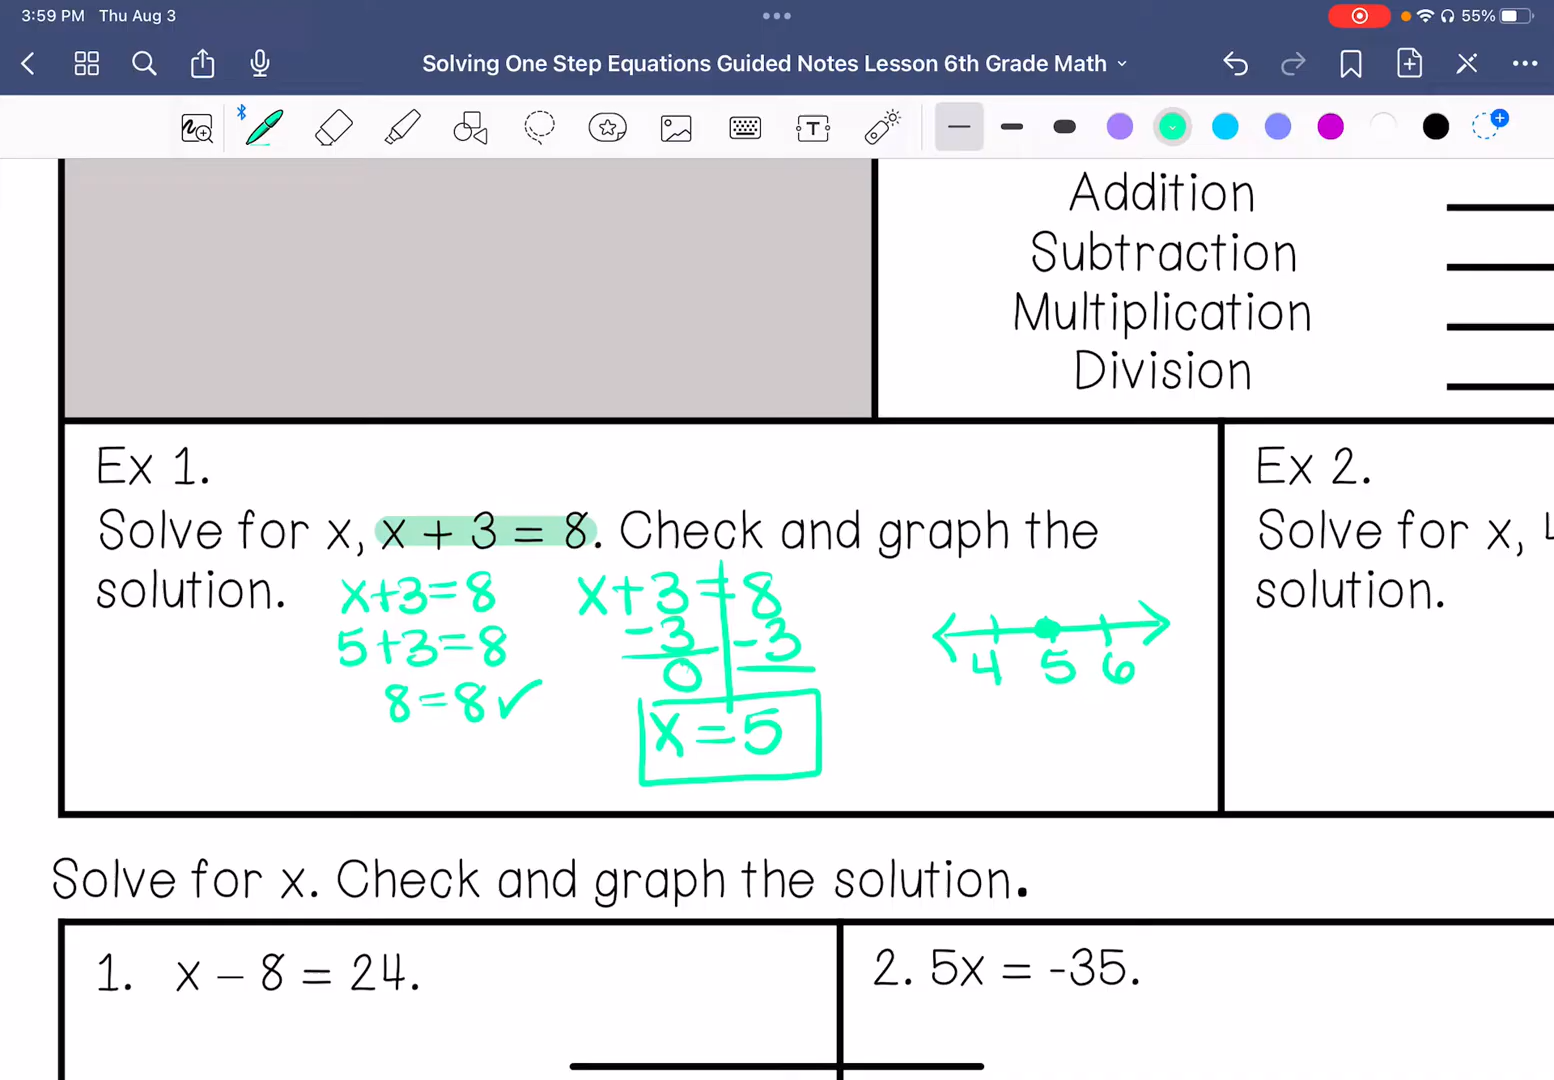 3:59 PM Thu Aug 3
55%
Solving One Step Equations Guided Notes Lesson 6th Grade Math
T
Addition
Subtraction
Multiplication
Division
Ex 1.
Solve for x, x + 3 = 8. Check and graph the
solution.
x+3=8
5+3=8
8=8✓
x+3=8
-3 -3
0
x=5
4 5 6
Ex 2.
Solve for x, 4
solution.
Solve for x. Check and graph the solution.
1. x – 8 = 24.
2. 5x = -35.